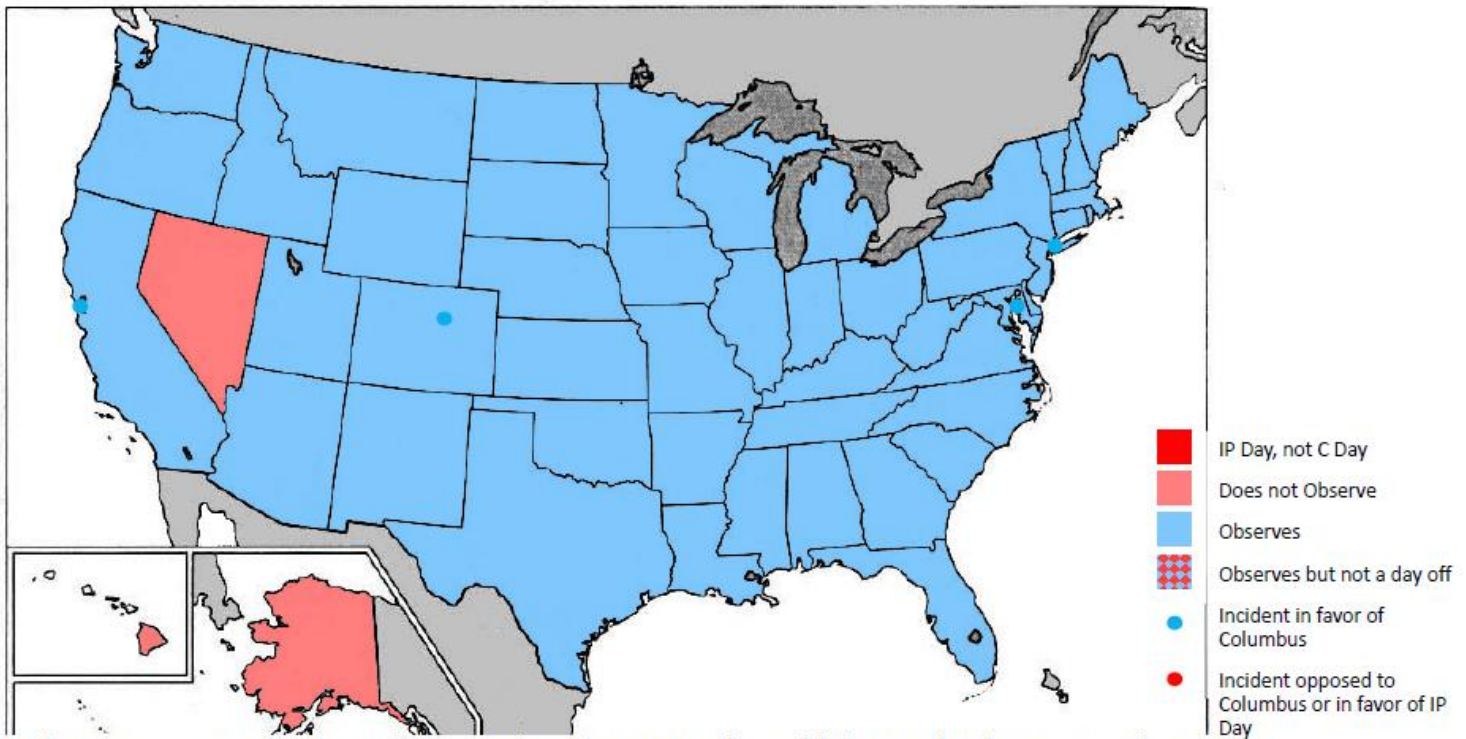 IP Day, not C Day
Does not Observe
Observes
Observes but not a day off
Incident in favor of
Columbus
Incident opposed to
Columbus or in favor of IP
Day